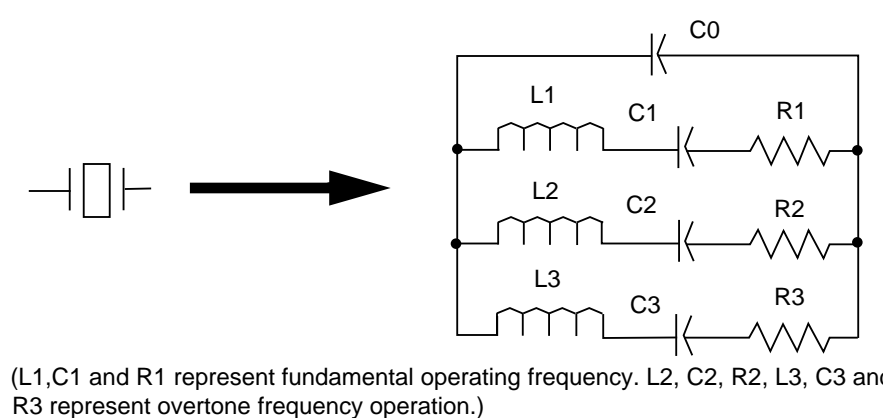 C0
L1
C1
R1
L2
C2
R2
L3
C3
R3
(L1,C1 and R1 represent fundamental operating frequency. L2, C2, R2, L3, C3 an
R3 represent overtone frequency operation.)